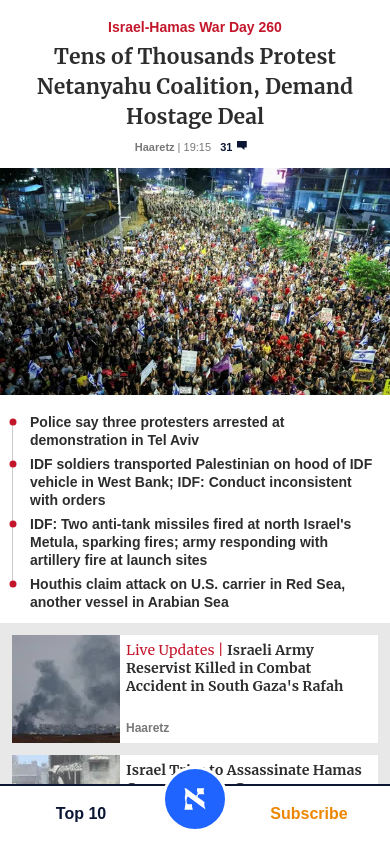 Israel-Hamas War Day 260
Tens of Thousands Protest
Netanyahu Coalition, Demand
Hostage Deal
Haaretz | 19:15 31
Police say three protesters arrested at
demonstration in Tel Aviv
IDF soldiers transported Palestinian on hood of IDF
vehicle in West Bank; IDF: Conduct inconsistent
with orders
IDF: Two anti-tank missiles fired at north Israel's
Metula, sparking fires; army responding with
artillery fire at launch sites
Houthis claim attack on U.S. carrier in Red Sea,
another vessel in Arabian Sea
Live Updates | Israeli Army
Reservist Killed in Combat
Accident in South Gaza's Rafah
Haaretz
Israel to Assassinate Hamas
Top 10
Subscribe